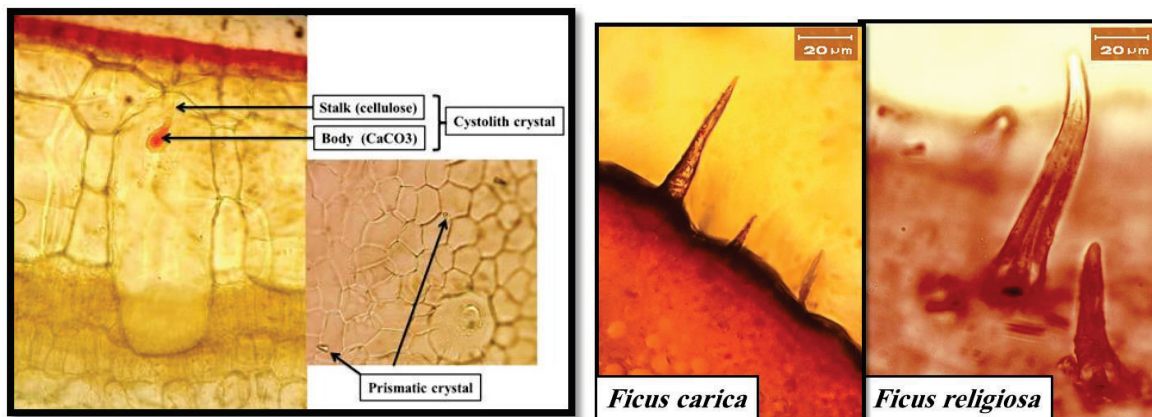 Stalk (cellulose)
Body (CaCO3)
Cystolith crystal
Prismatic crystal
20 µm
Ficus carica
20 µm
Ficus religiosa